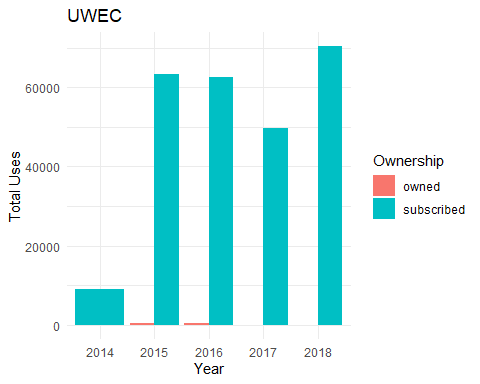 UWEC
Total Uses
60000
40000
20000
0
2014 2015 2016 2017 2018
Year
Ownership
owned
subscribed